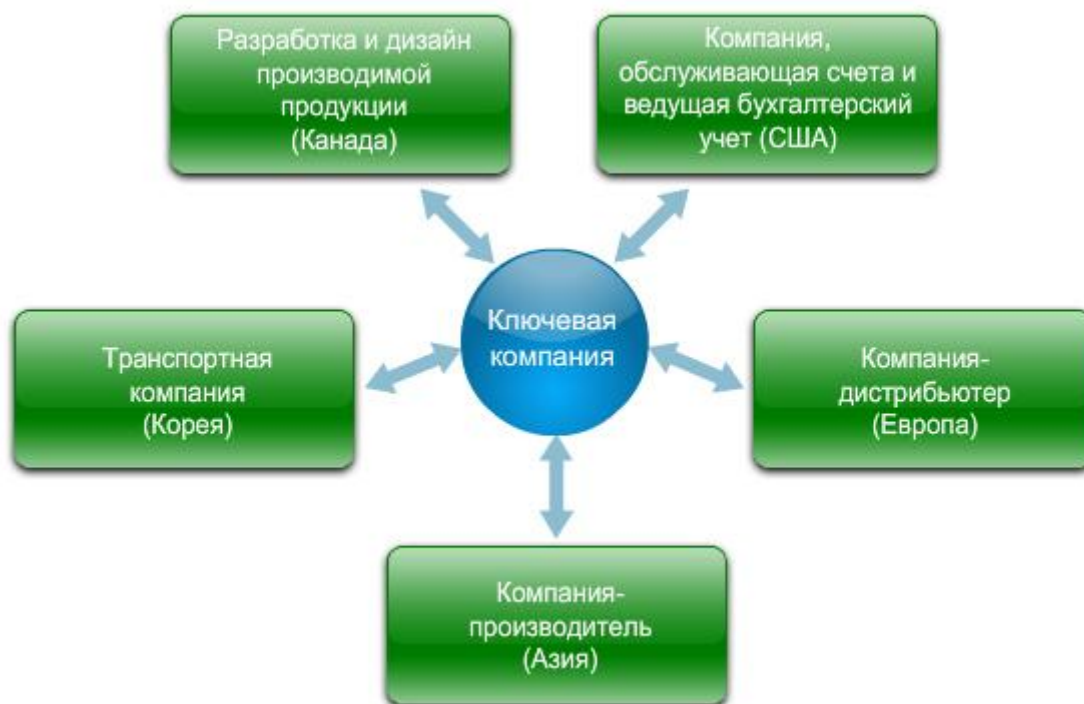 Разработка и дизайн
производимой
продукции
(Канада)
Компания,
обслуживающая счета и
ведущая бухгалтерский
учет (США)
Ключевая
компания
Транспортная
компания
(Корея)
Компания-
дистрибьютер
(Европа)
Компания-
производитель
(Азия)